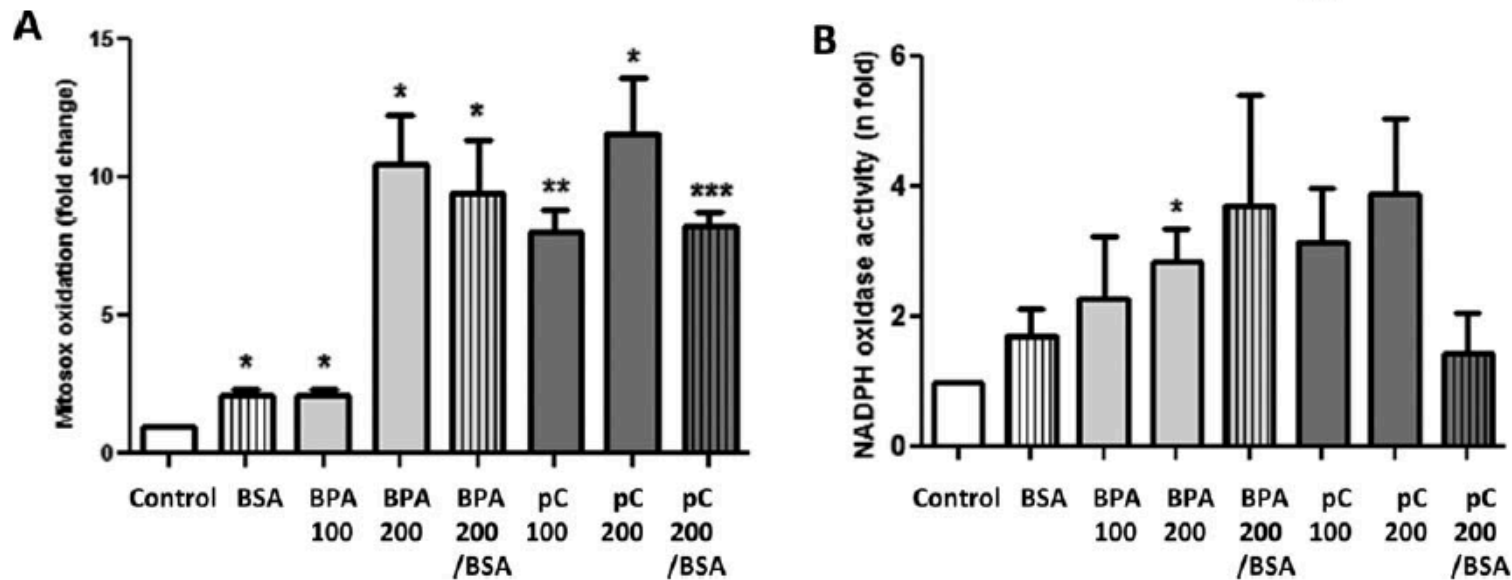 A
Mitosox oxidation (fold change)
15
10
5
0
*
*
*
*
**
*
***
Control BSA BPA BPA BPA pC pC pC
100 200 200 100 200 200
/BSA /BSA
B
NADPH oxidase activity (n fold)
6
4
2
0
*
Control BSA BPA BPA BPA pC pC pC
100 200 200 100 200 200
/BSA /BSA